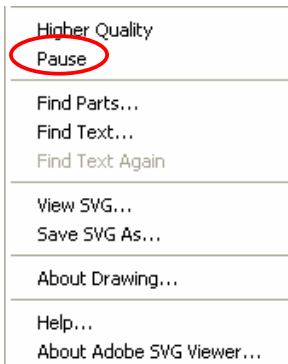 Higher Quality
Pause
Find Parts...
Find Text...
Find Text Again
View SVG...
Save SVG As...
About Drawing...
Help...
About Adobe SVG Viewer...